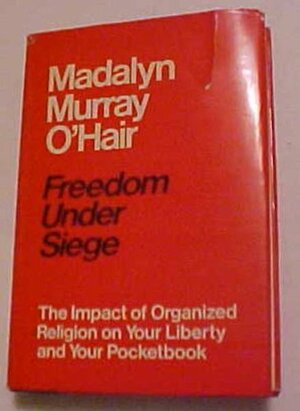 Madalyn
Murray
O'Hair
Freedom
Under
Siege
The Impact of Organized
Religion on Your Liberty
and Your Pocketbook